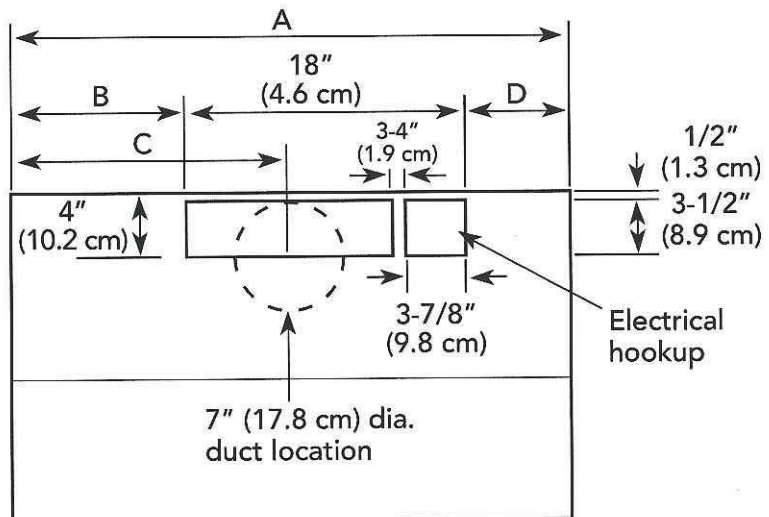 A
18"
(4.6 cm)
B
D
C
3-4"
(1.9 cm)
1/2"
(1.3 cm)
4"
(10.2 cm)
3-1/2"
(8.9 cm)
3-7/8"
(9.8 cm)
Electrical
hookup
7" (17.8 cm) dia.
duct location